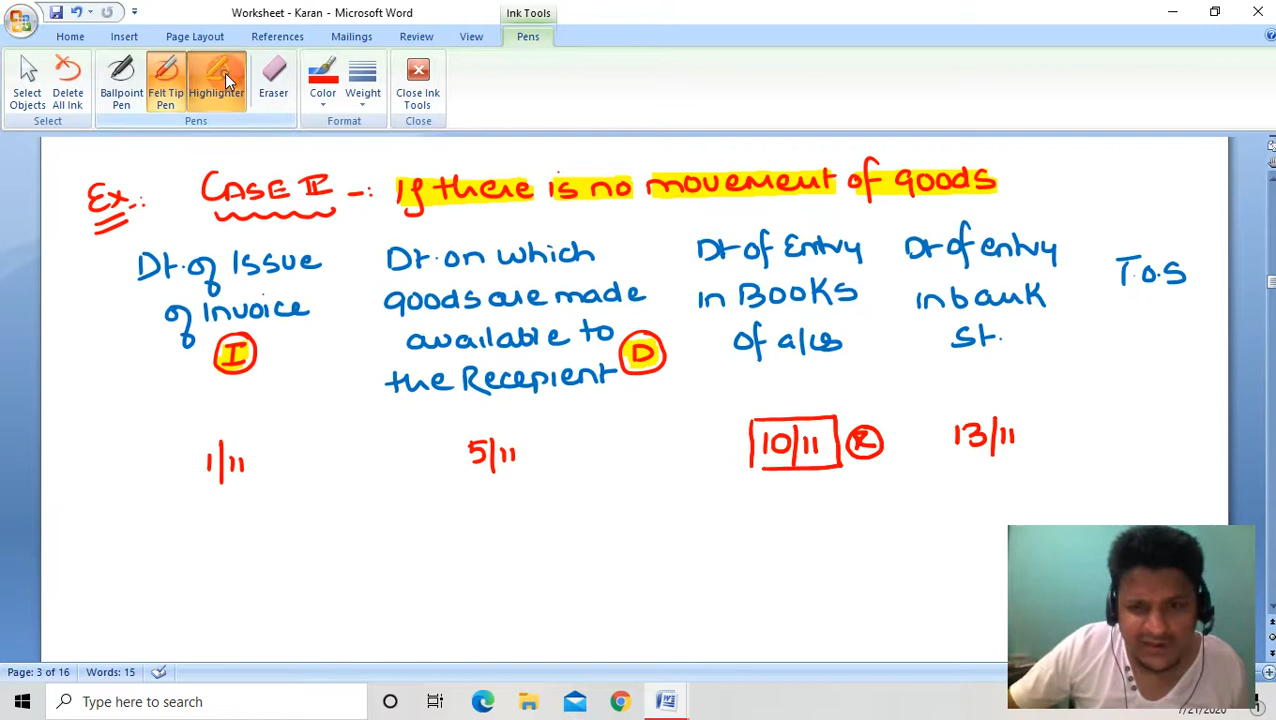 Worksheet - Karan - Microsoft Word
Ink Tools
Home
Insert
Page Layout
References
Mailings
Review
View
Pens
Select Objects
Delete All Ink
Ballpoint Pen
Felt Tip Pen
Highlighter
Eraser
Color
Weight
Close Ink Tools
Select
Pens
Format
Close
Ex.: CASE II -: If there is no movement of goods
Dt. of Issue
of Invoice
I
Dt. on which
goods are made
available to
the Recepient
D
Dt of Entry
in Books
of a/cs
Dt of entry
in bank
St.
T.O.S
1/11
5/11
10/11
R
13/11
Page: 3 of 16
Words: 15
Type here to search
7/21/2020